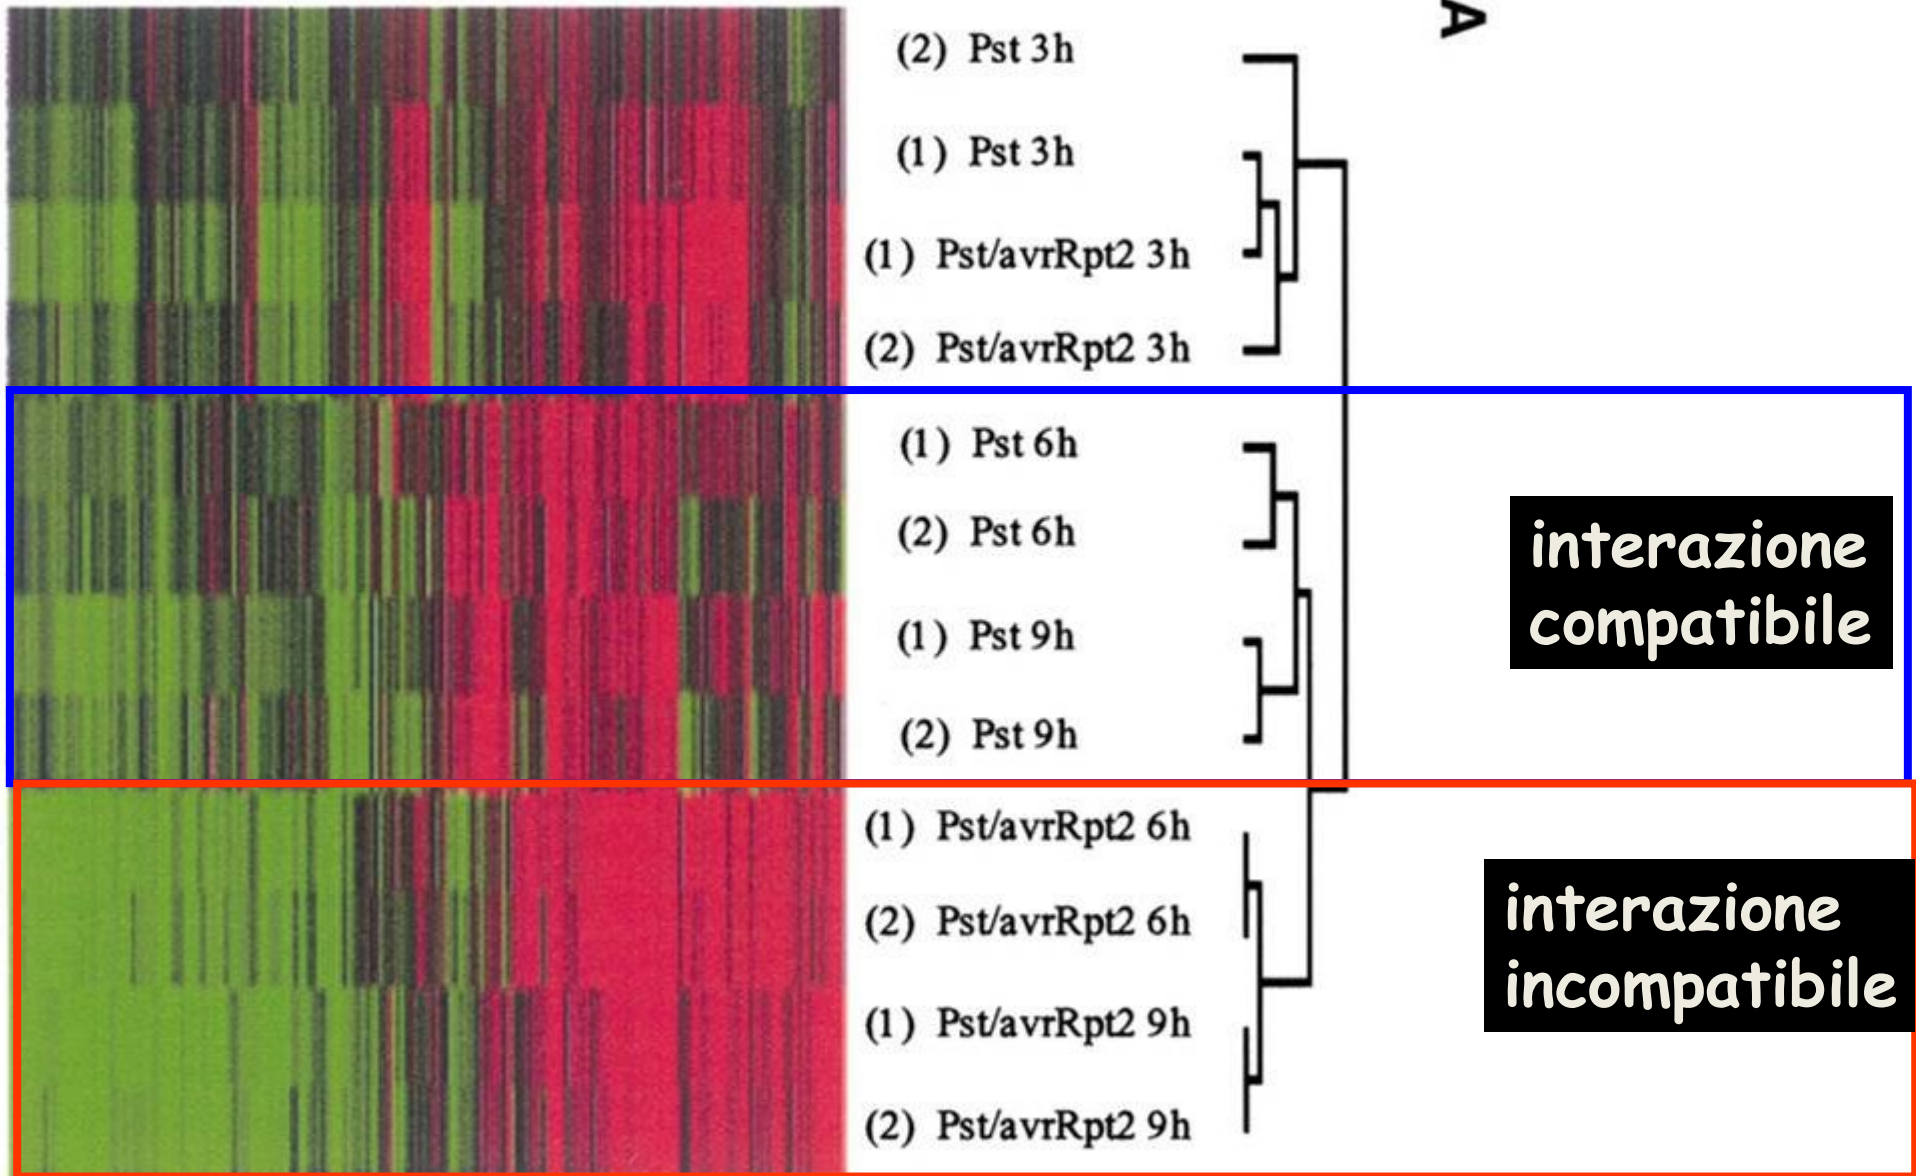 A
(2) Pst 3h
(1) Pst 3h
(1) Pst/avrRpt2 3h
(2) Pst/avrRpt2 3h
(1) Pst 6h
(2) Pst 6h
(1) Pst 9h
(2) Pst 9h
interazione
compatibile
(1) Pst/avrRpt2 6h
(2) Pst/avrRpt2 6h
(1) Pst/avrRpt2 9h
(2) Pst/avrRpt2 9h
interazione
incompatibile